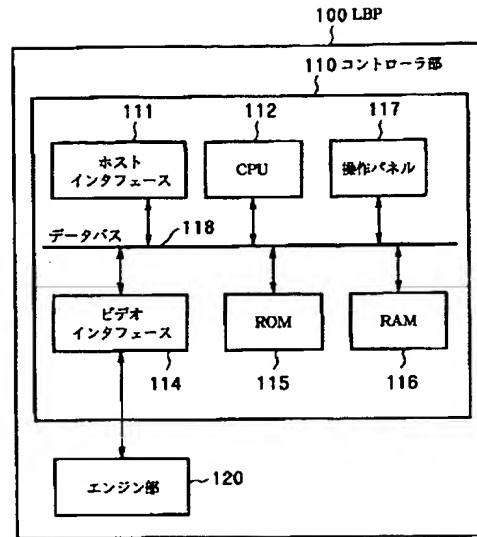 100 LBP
110 コントローラ部
111
112
117
ホスト
インタフェース
CPU
操作パネル
データバス
118
ビデオ
インタフェース
ROM
RAM
114
115
116
エンジン部
120